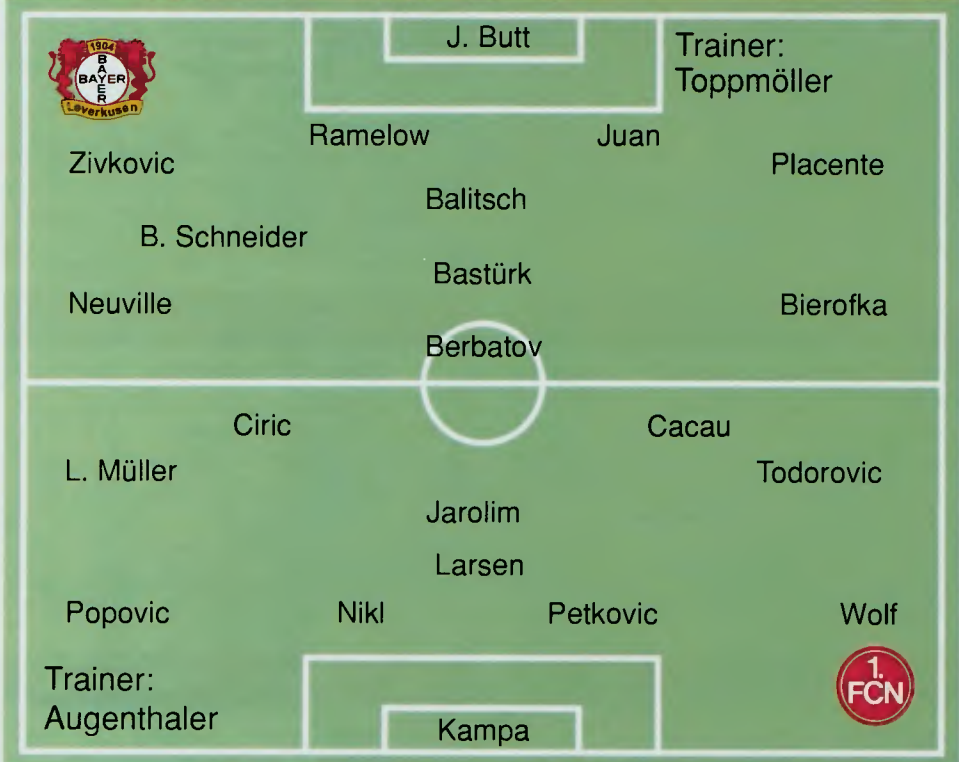 J. Butt
1904
BAYER
BAYER
Leverkusen
Trainer:
Toppmöller
Ramelow
Juan
Zivkovic
Placente
Balitsch
B. Schneider
Bastürk
Neuville
Bierofka
Berbatov
Ciric
Cacau
L. Müller
Todorovic
Jarolim
Larsen
Popovic
Nikl
Petkovic
Wolf
Trainer:
Augenthaler
1.
FCN
Kampa